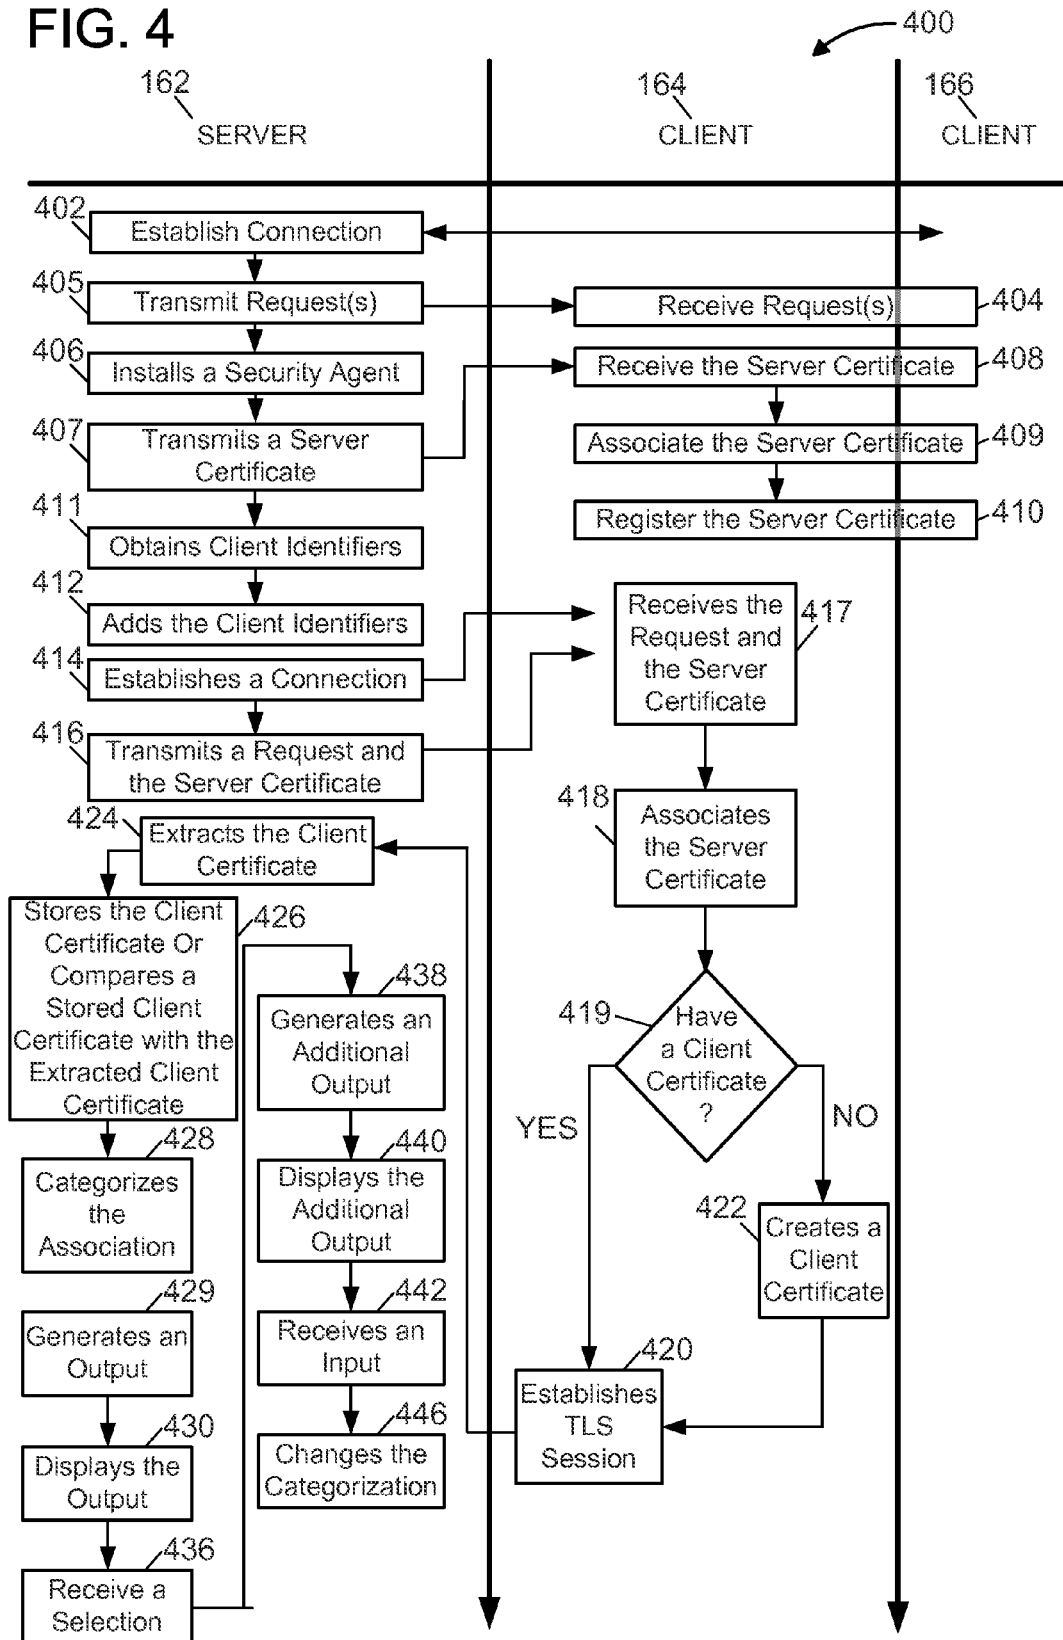 FIG. 4
400
162
SERVER
164
CLIENT
166
CLIENT
402
Establish Connection
405
Transmit Request(s)
Receive Request(s)
404
406
Installs a Security Agent
Receive the Server Certificate
408
407
Transmits a Server
Certificate
Associate the Server Certificate
409
Register the Server Certificate
410
411
Obtains Client Identifiers
412
Adds the Client Identifiers
414
Establishes a Connection
416
Transmits a Request and
the Server Certificate
Receives the
Request and
the Server
Certificate
417
418
Associates
the Server
Certificate
419
Have
a Client
Certificate
?
YES
NO
422
Creates a
Client
Certificate
420
Establishes
TLS
Session
424
Extracts the Client
Certificate
Stores the Client
Certificate Or
Compares a
Stored Client
Certificate with the
Extracted Client
Certificate
426
428
Categorizes
the
Association
429
Generates an
Output
430
Displays the
Output
436
Receive a
Selection
438
Generates an
Additional
Output
440
Displays the
Additional
Output
442
Receives an
Input
446
Changes the
Categorization